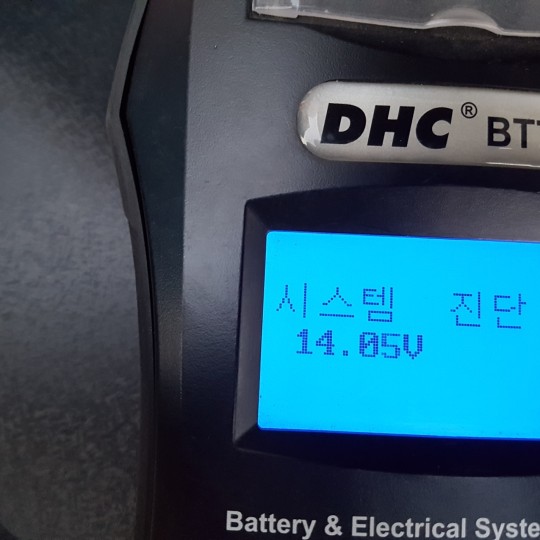 DHC® BT
시스템 진단
14.05V
Battery & Electrical Syste